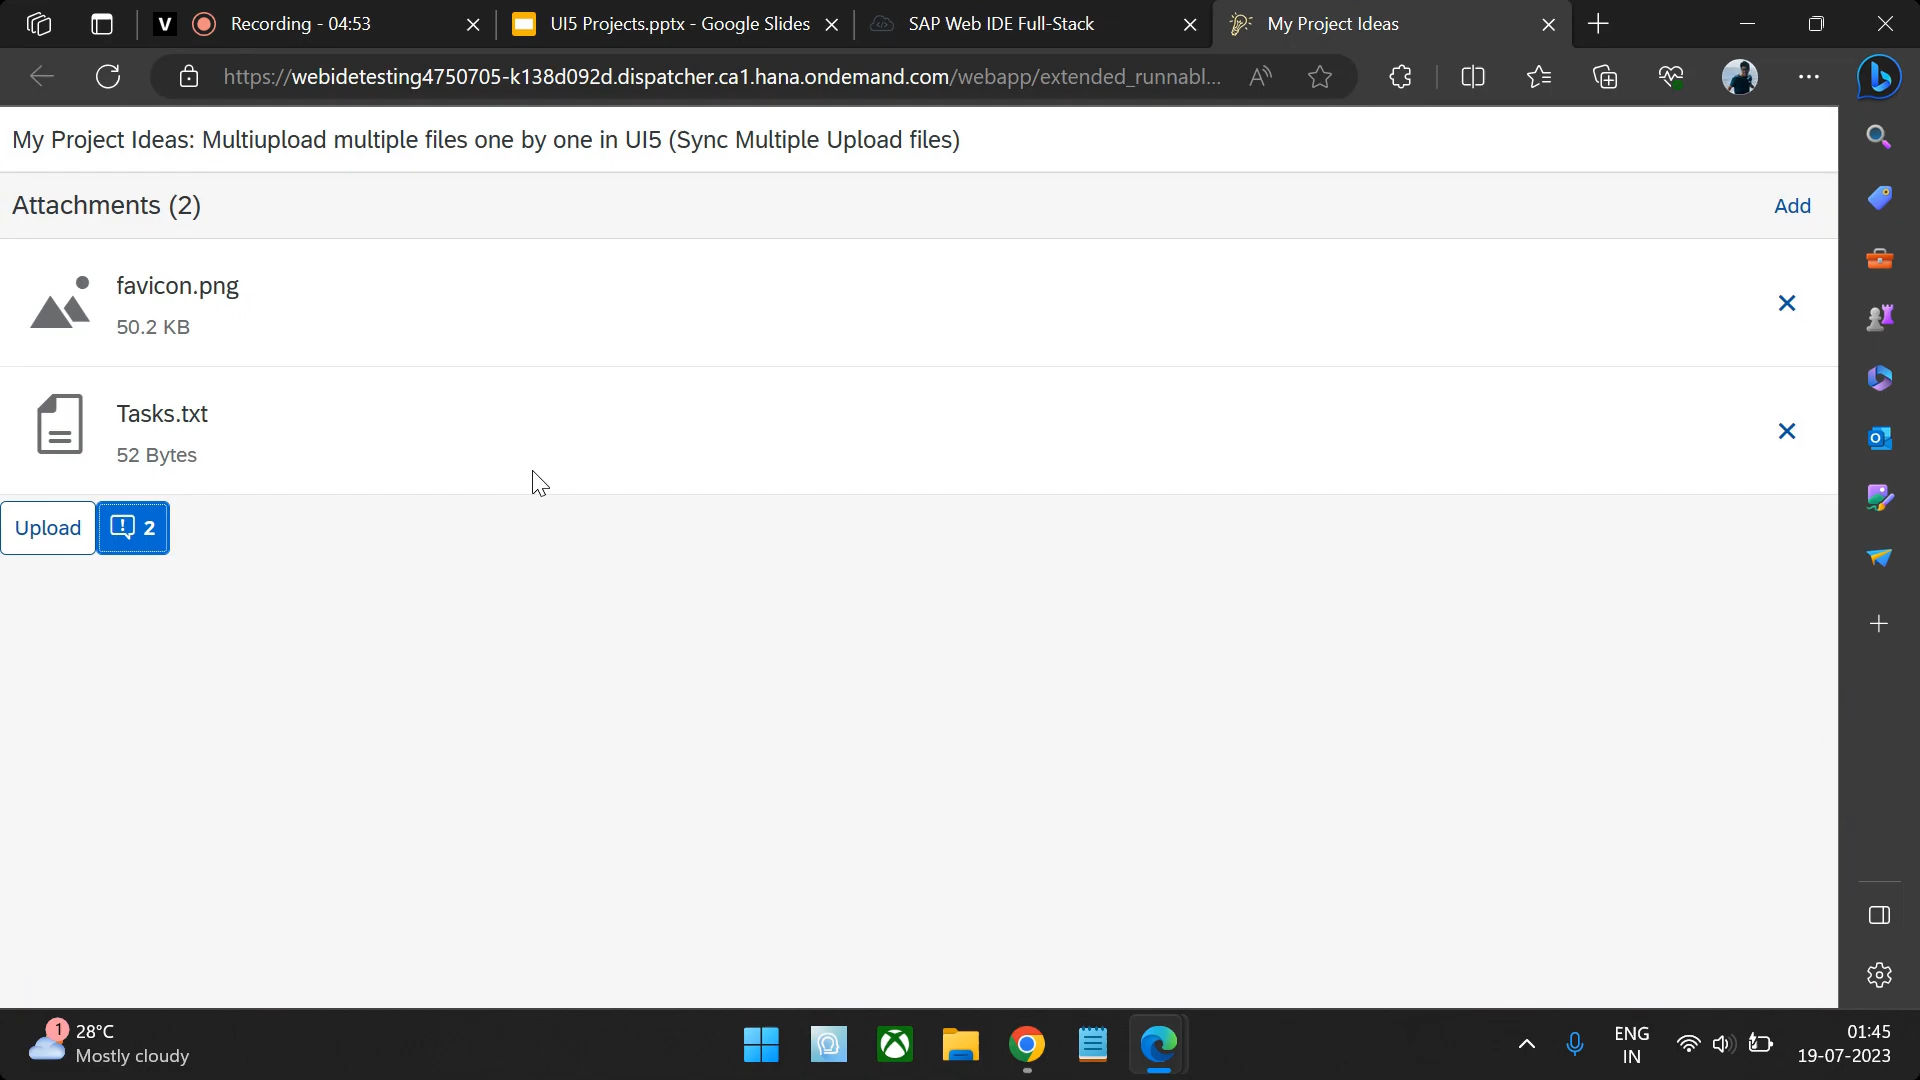 V Recording - 04:53
UI5 Projects.pptx - Google Slides
SAP Web IDE Full-Stack
My Project Ideas
https://webidetesting4750705-k138d092d.dispatcher.ca1.hana.ondemand.com/webapp/extended_runnabl...
My Project Ideas: Multiupload multiple files one by one in UI5 (Sync Multiple Upload files)
Attachments (2)
Add
favicon.png
50.2 KB
Tasks.txt
52 Bytes
Upload
2
1
28°C
Mostly cloudy
ENG
IN
01:45
19-07-2023